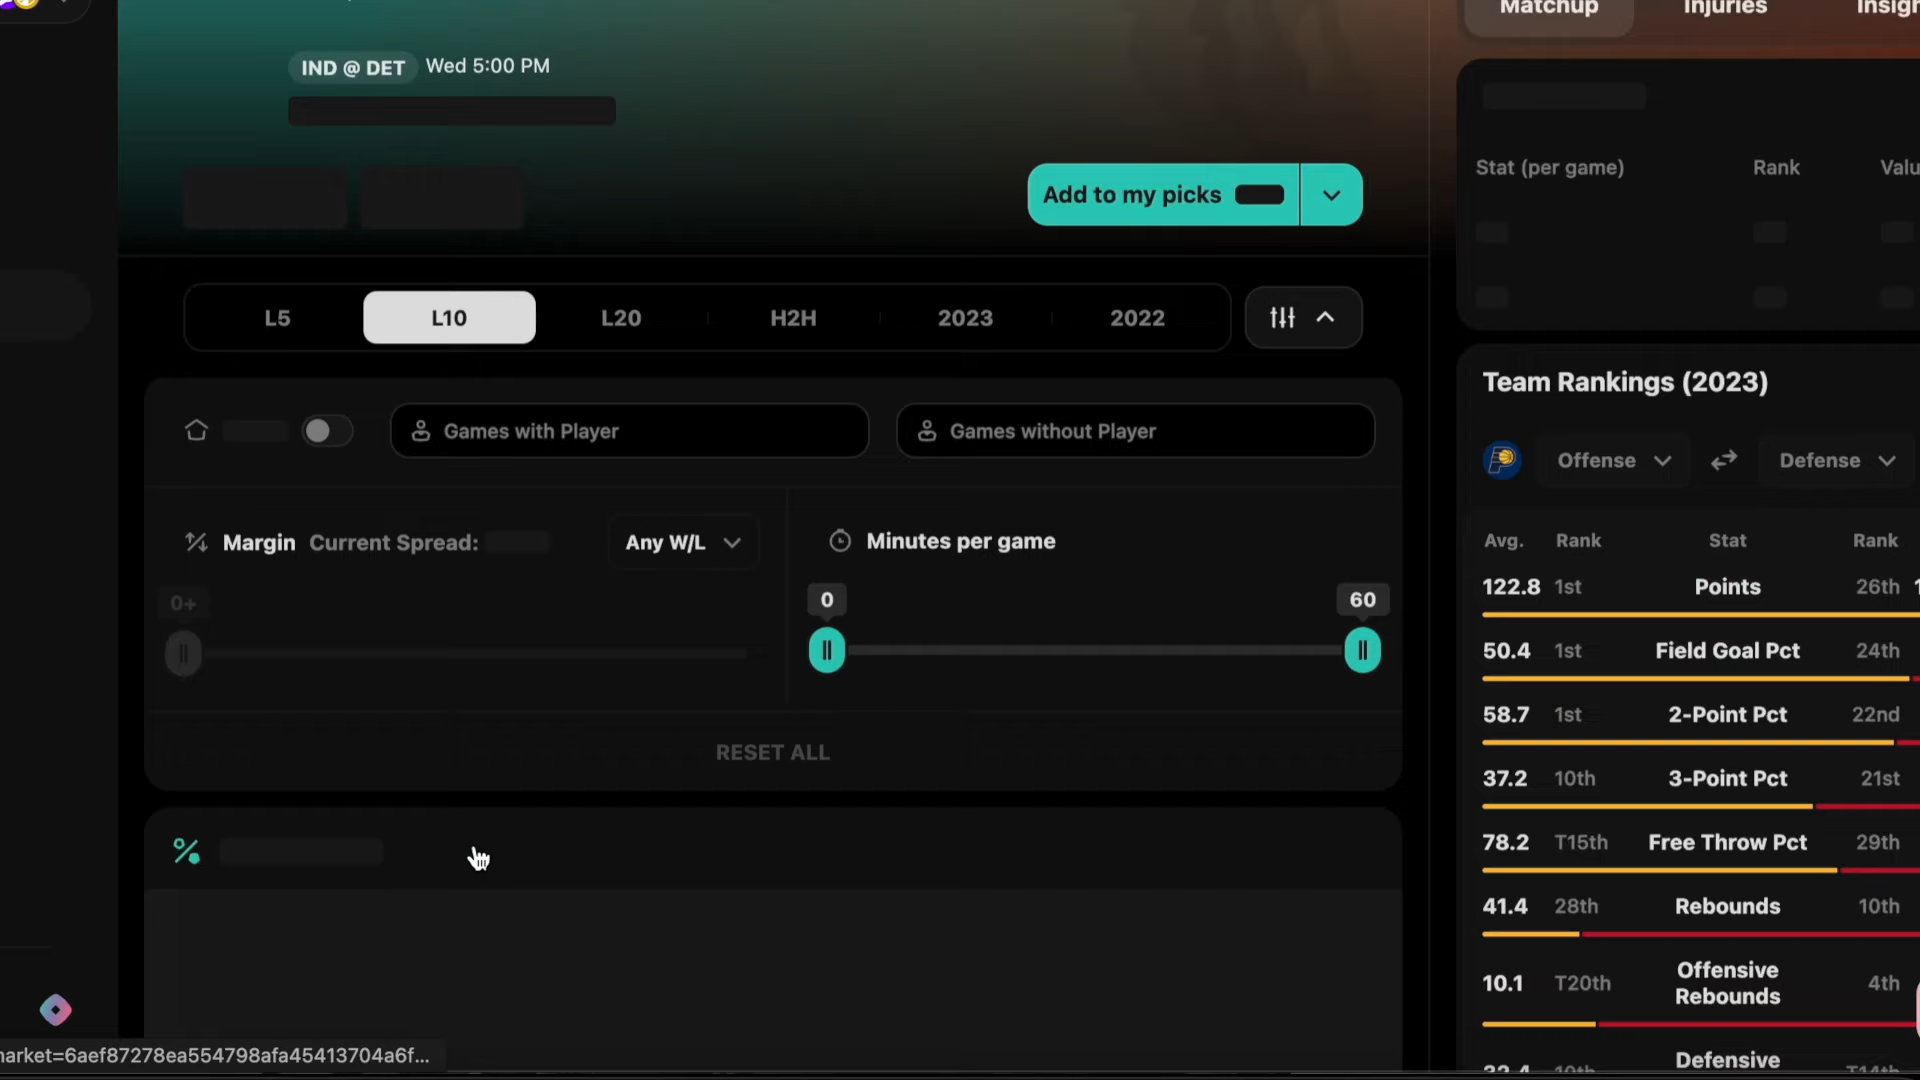 IND @ DET Wed 5:00 PM
Add to my picks
L5 L10 L20 H2H 2023 2022
Games with Player
Games without Player
Margin Current Spread:
Any W/L
0+
Minutes per game
0
60
RESET ALL
arket=6aef87278ea554798afa45413704a6f...
Matchup Injuries
Stat (per game) Rank
Team Rankings (2023)
Offense Defense
Avg. Rank Stat Rank
122.8 1st Points 26th
50.4 1st Field Goal Pct 24th
58.7 1st 2-Point Pct 22nd
37.2 10th 3-Point Pct 21st
78.2 T15th Free Throw Pct 29th
41.4 28th Rebounds 10th
10.1 T20th Offensive Rebounds 4th
Defensive